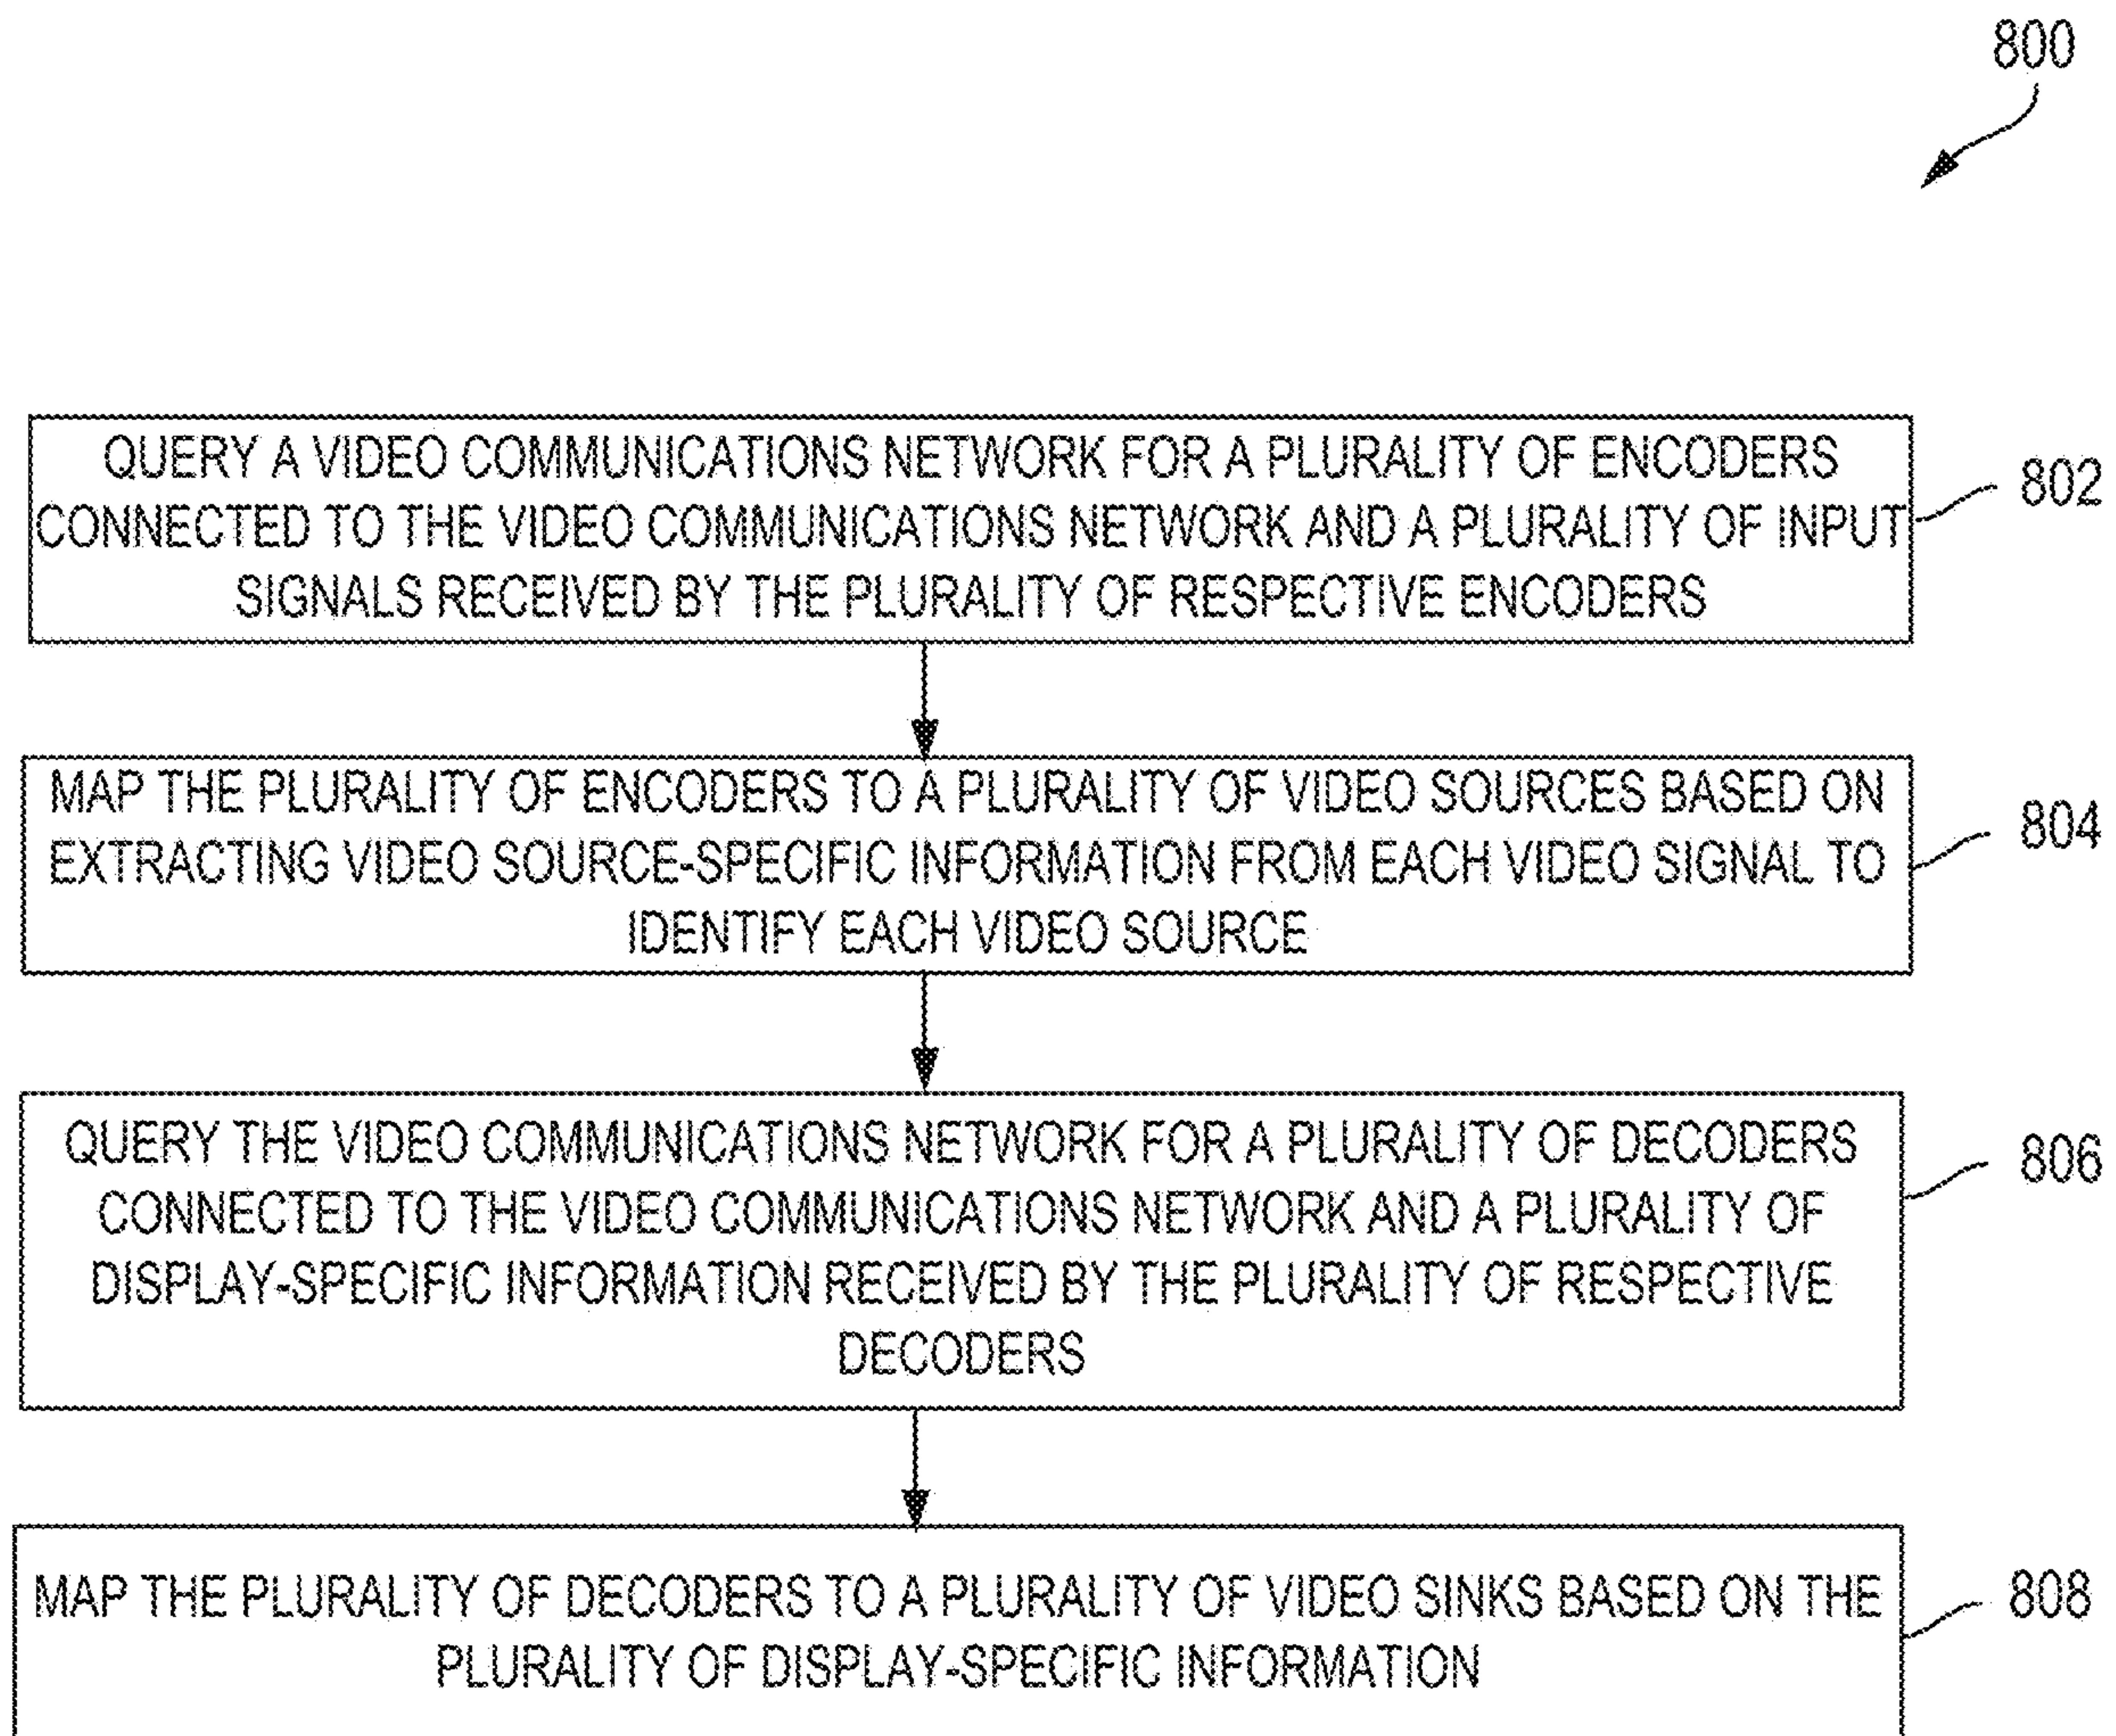 800
QUERY A VIDEO COMMUNICATIONS NETWORK FOR A PLURALITY OF ENCODERS
CONNECTED TO THE VIDEO COMMUNICATIONS NETWORK AND A PLURALITY OF INPUT
SIGNALS RECEIVED BY THE PLURALITY OF RESPECTIVE ENCODERS
802
MAP THE PLURALITY OF ENCODERS TO A PLURALITY OF VIDEO SOURCES BASED ON
EXTRACTING VIDEO SOURCE-SPECIFIC INFORMATION FROM EACH VIDEO SIGNAL TO
IDENTIFY EACH VIDEO SOURCE
804
QUERY THE VIDEO COMMUNICATIONS NETWORK FOR A PLURALITY OF DECODERS
CONNECTED TO THE VIDEO COMMUNICATIONS NETWORK AND A PLURALITY OF
DISPLAY-SPECIFIC INFORMATION RECEIVED BY THE PLURALITY OF RESPECTIVE
DECODERS
806
MAP THE PLURALITY OF DECODERS TO A PLURALITY OF VIDEO SINKS BASED ON THE
PLURALITY OF DISPLAY-SPECIFIC INFORMATION
808